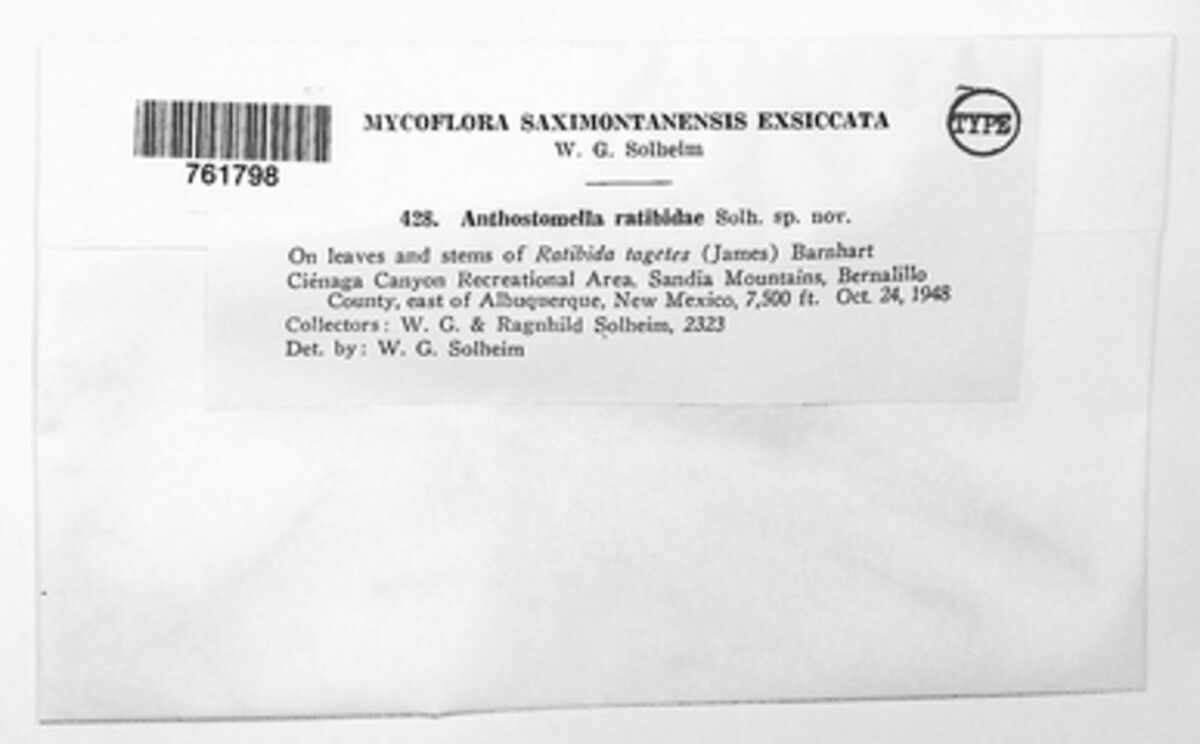 MYCOFLORA SAXIMONTANENSIS EXSICCATA
TYPE
W. G. Solheim
761798
428. Anthostomella ratibidae Solh. sp. nov.
On leaves and stems of Ratibida tagetes (James) Barnhart
Ciénaga Canyon Recreational Area, Sandia Mountains, Bernalillo
County, east of Albuquerque, New Mexico, 7,500 ft. Oct. 24, 1948
Collectors: W. G. & Ragnhild Solheim, 2323
Det. by: W. G. Solheim